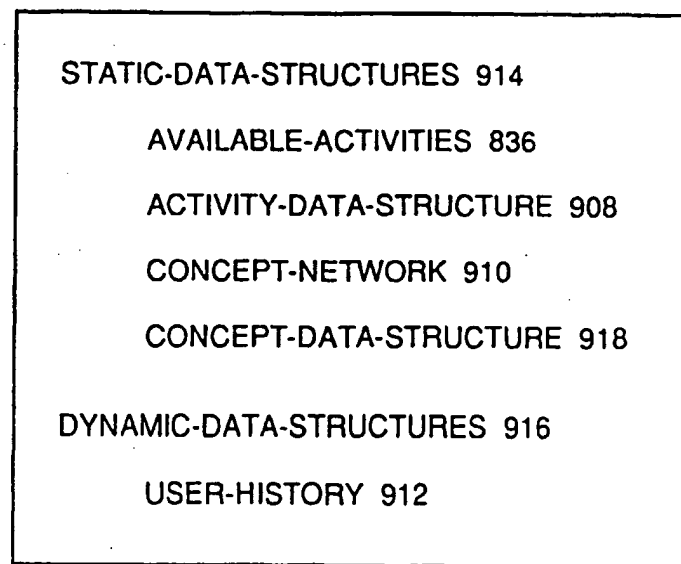 STATIC-DATA-STRUCTURES 914
AVAILABLE-ACTIVITIES 836
ACTIVITY-DATA-STRUCTURE 908
CONCEPT-NETWORK 910
CONCEPT-DATA-STRUCTURE 918
DYNAMIC-DATA-STRUCTURES 916
USER-HISTORY 912